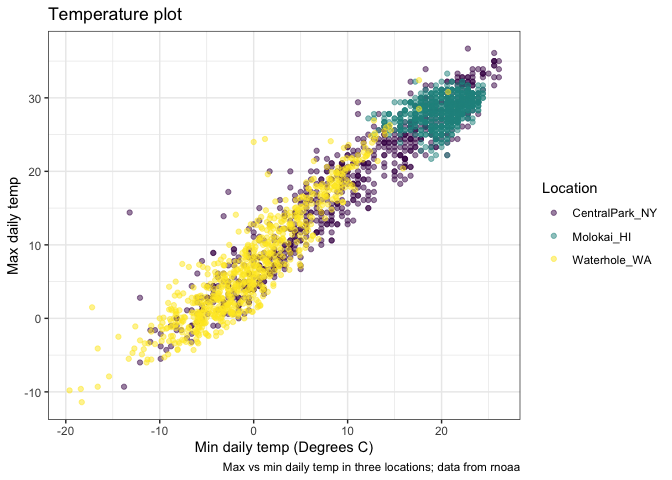 Temperature plot
Max daily temp
30
20
10
0
-10
-20
-10
0
10
20
Min daily temp (Degrees C)
Max vs min daily temp in three locations; data from rnoaa
Location
CentralPark_NY
Molokai_HI
Waterhole_WA